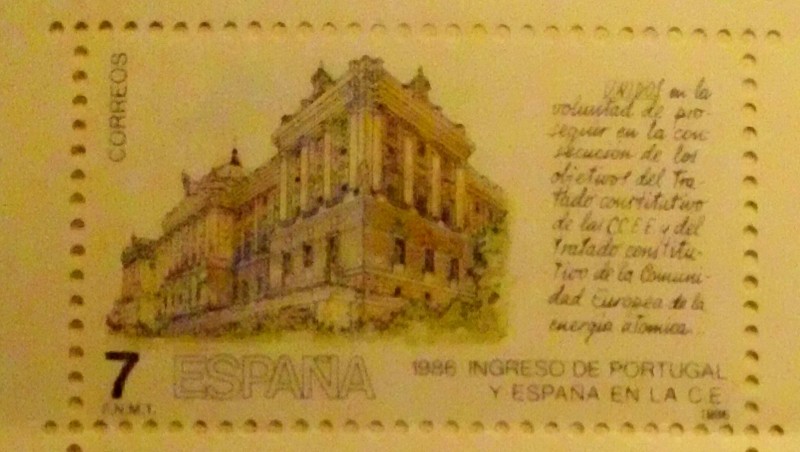 CORREOS
UNIDOS en la
voluntad de pro-
seguir en la con-
secución de los
objetivos del Tra-
tado constitutivo
de las CCEE y del
Tratado constitu-
tivo de la Comuni-
dad Europea de la
energía atómica...
7 ESPAÑA
1986 INGRESO DE PORTUGAL
Y ESPAÑA EN LA C.E.
F.N.M.T.
1986